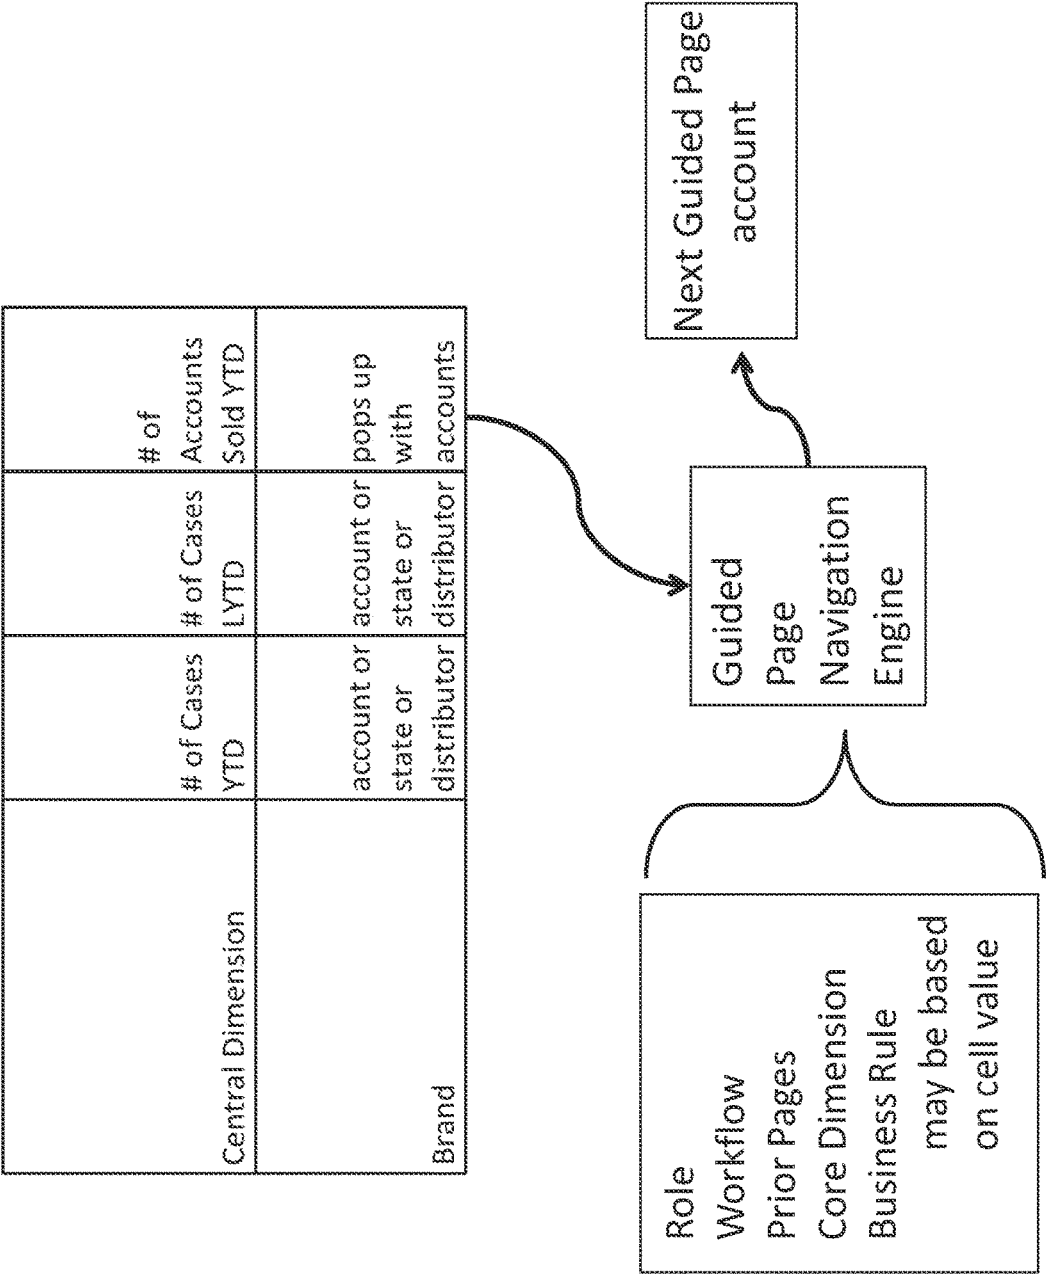 Central Dimension
# of Cases
YTD
# of Cases
LYTD
# of
Accounts
Sold YTD
Brand
account or
state or
distributor
account or
state or
distributor
pops up
with
accounts
Role
Workflow
Prior Pages
Core Dimension
Business Rule
may be based
on cell value
Guided
Page
Navigation
Engine
Next Guided Page
account